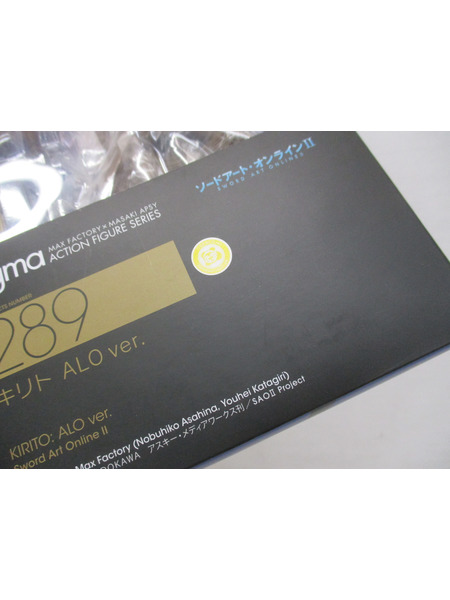 ソードアート・オンラインII
SWORD ART ONLINE II
MAX FACTORY × MASAKI APSY
gma ACTION FIGURE SERIES
NUMBER
289
キリト ALO ver.
KIRITO: ALO ver.
Sword Art Online II
Max Factory (Nobuhiko Asahina, Youhei Katagiri)
DOKAWA アスキー・メディアワークス刊／SAOII Project